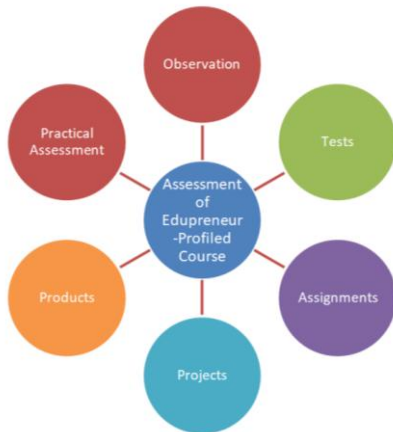 Observation
Practical
Assessment
Tests
Assessment
of
Edupreneur
-Profiled
Course
Products
Assignments
Projects